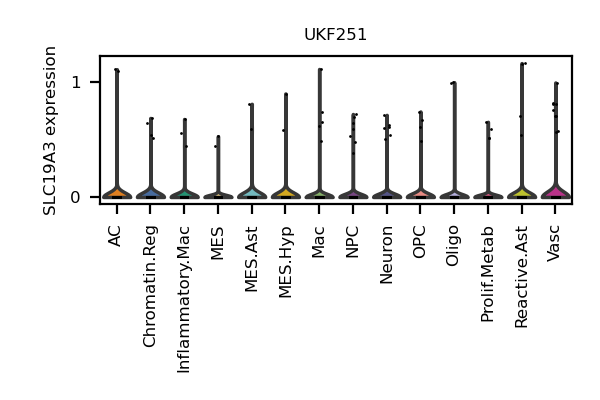 UKF251
SLC19A3 expression
1
0
AC
Chromatin.Reg
Inflammatory.Mac
MES
MES.Ast
MES.Hyp
Mac
NPC
Neuron
OPC
Oligo
Prolif.Metab
Reactive.Ast
Vasc